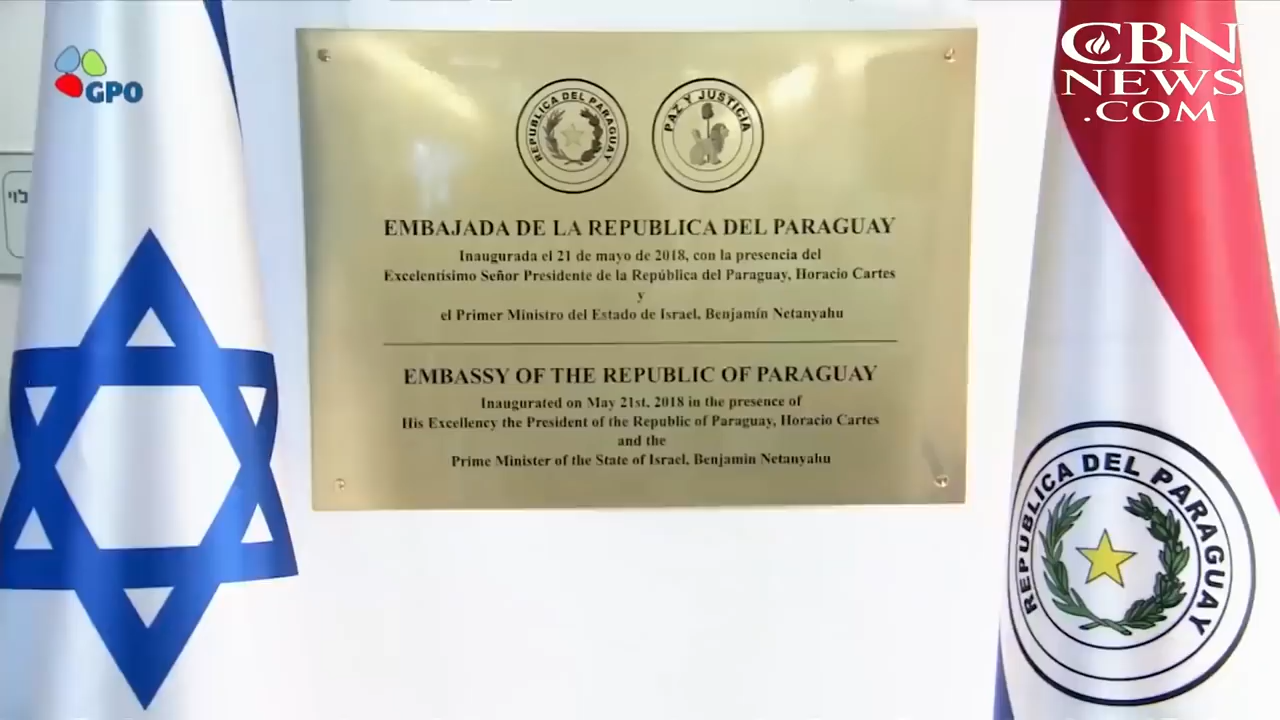 GPO
CBN
NEWS
.COM
לוי
REPUBLICA DEL PARAGUAY
PAZ Y JUSTICIA
EMBAJADA DE LA REPUBLICA DEL PARAGUAY
Inaugurada el 21 de mayo de 2018, con la presencia del
Excelentísimo Señor Presidente de la República del Paraguay, Horacio Cartes
y
el Primer Ministro del Estado de Israel, Benjamín Netanyahu
EMBASSY OF THE REPUBLIC OF PARAGUAY
Inaugurated on May 21st, 2018 in the presence of
His Excellency the President of the Republic of Paraguay, Horacio Cartes
and the
Prime Minister of the State of Israel, Benjamin Netanyahu
REPUBLICA DEL PARAGUAY